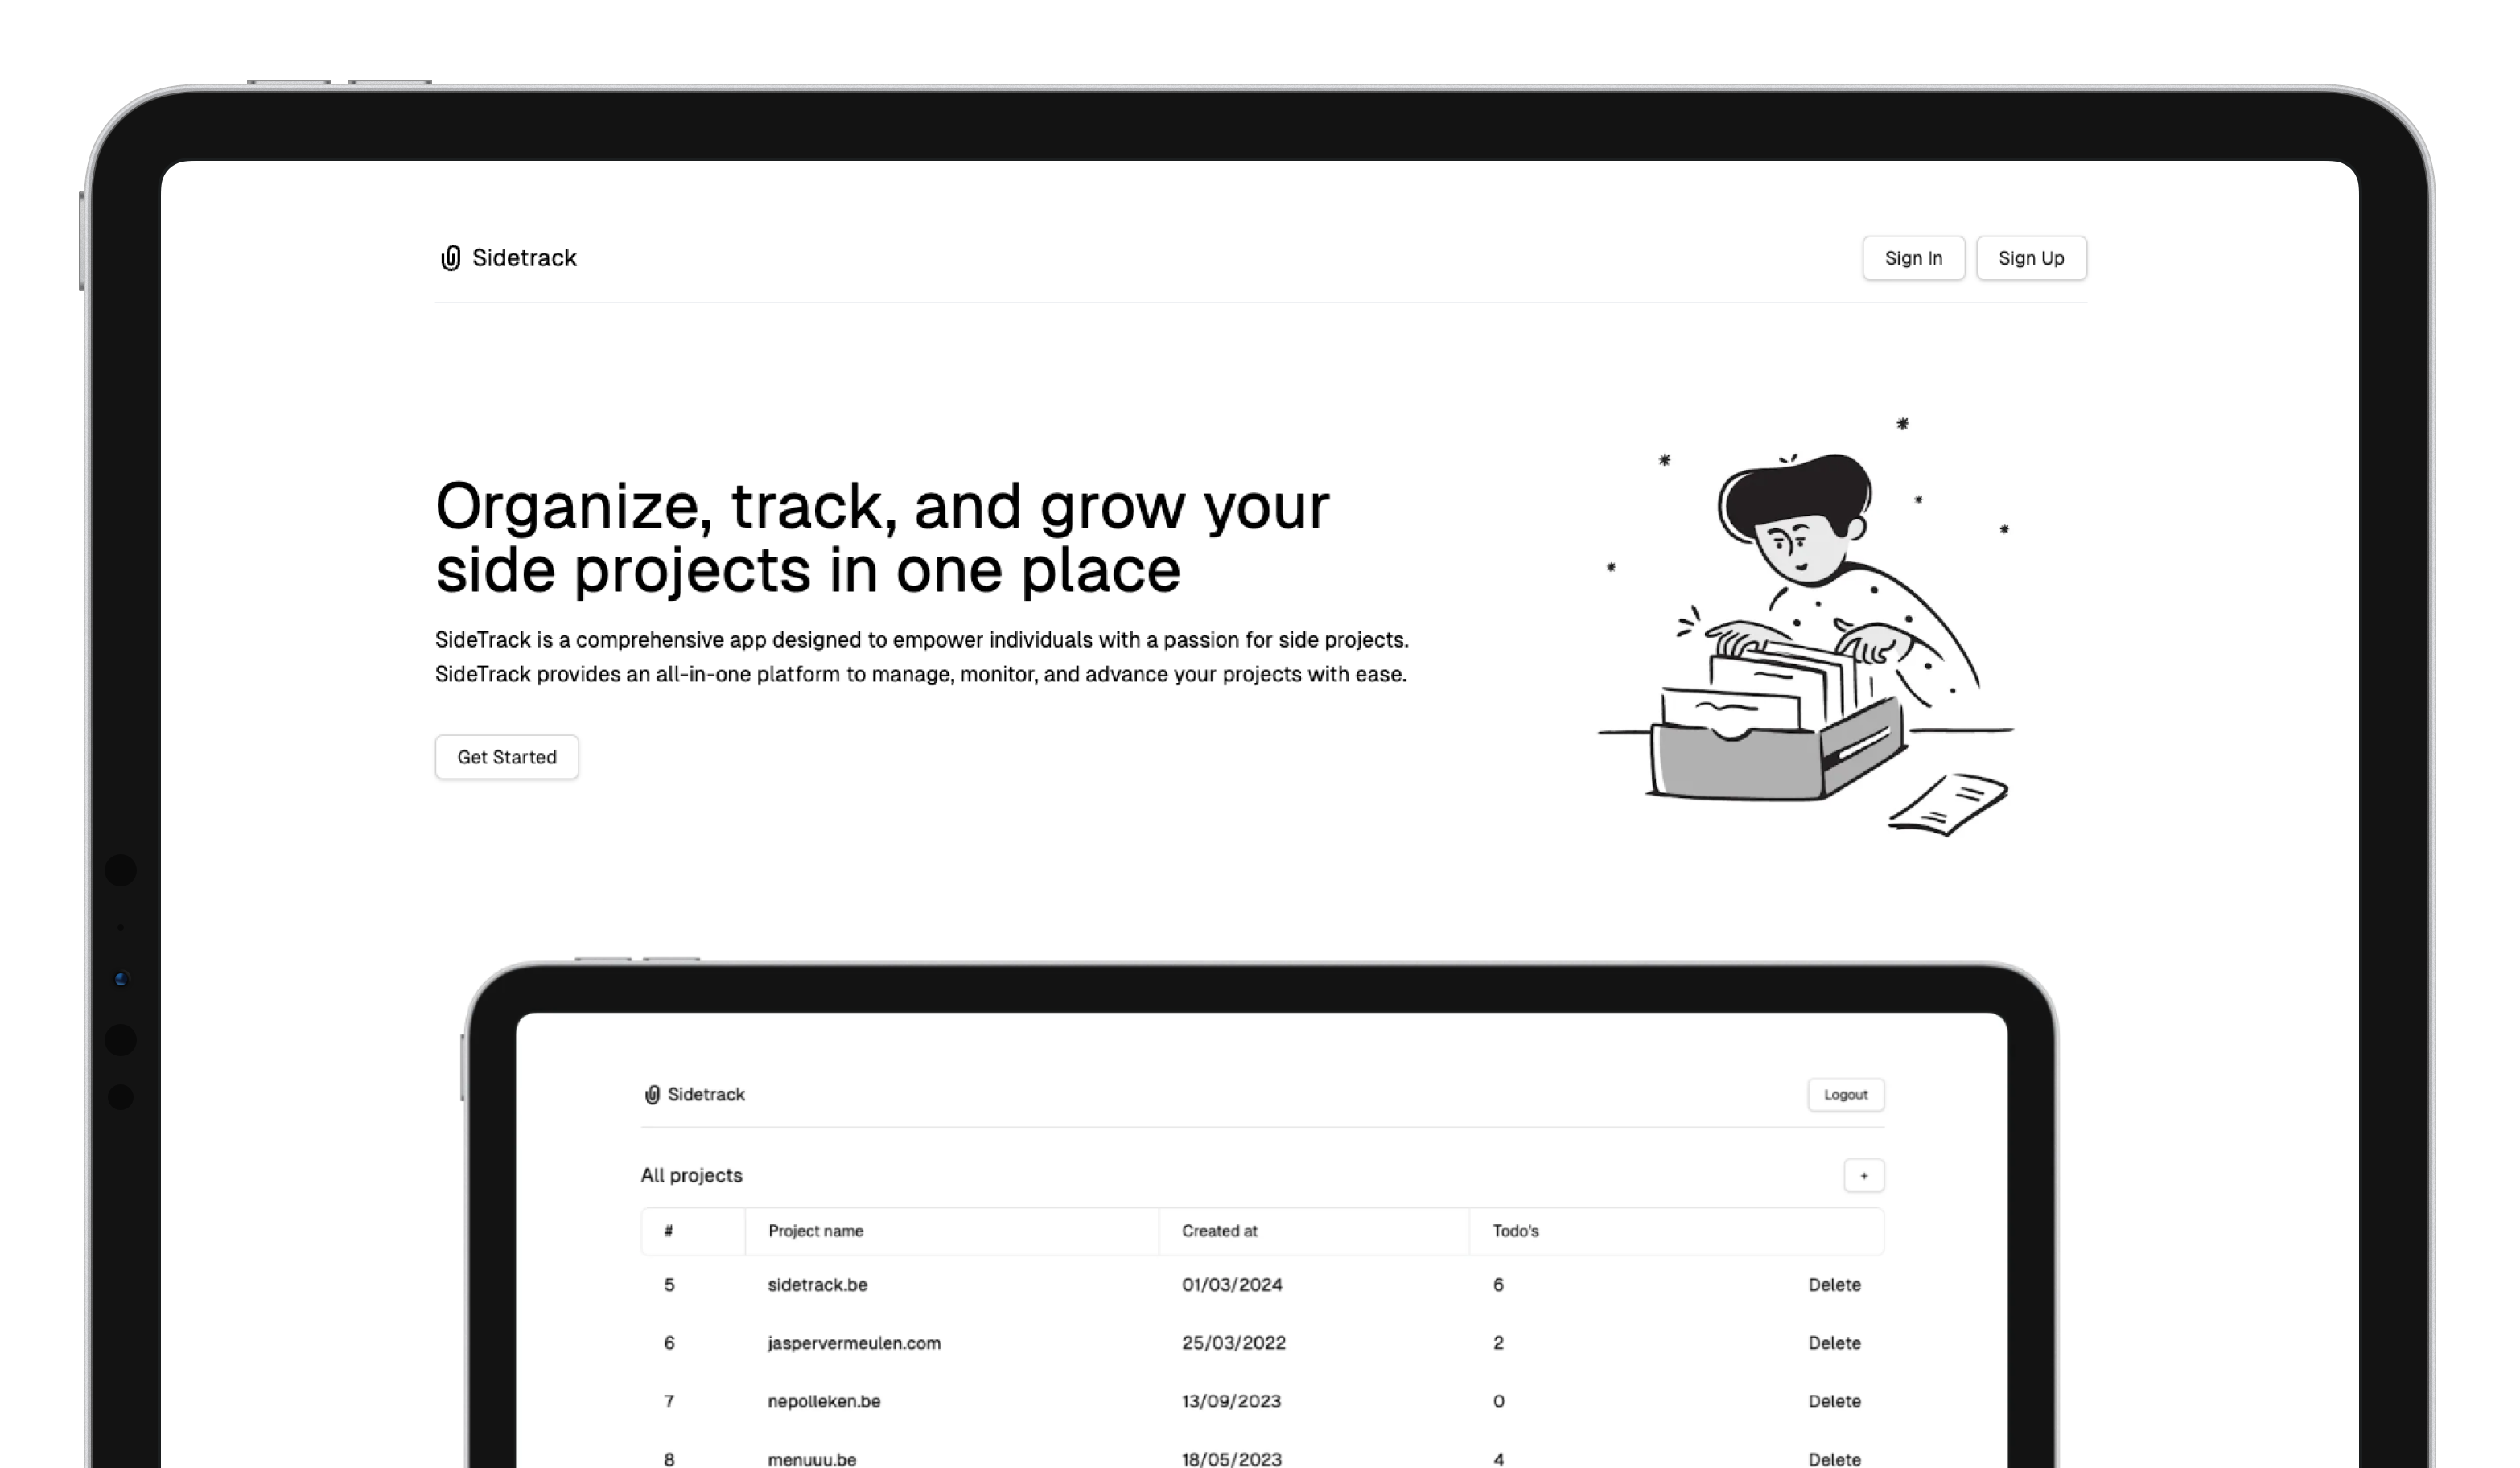 Sidetrack
Sign In
Sign Up
Organize, track, and grow your
side projects in one place
SideTrack is a comprehensive app designed to empower individuals with a passion for side projects.
SideTrack provides an all-in-one platform to manage, monitor, and advance your projects with ease.
Get Started
Sidetrack
Logout
All projects
+
# Project name Created at Todo's
5 sidetrack.be 01/03/2024 6 Delete
6 jaspervermeulen.com 25/03/2022 2 Delete
7 nepolleken.be 13/09/2023 0 Delete
8 menuuu.be 18/05/2023 4 Delete